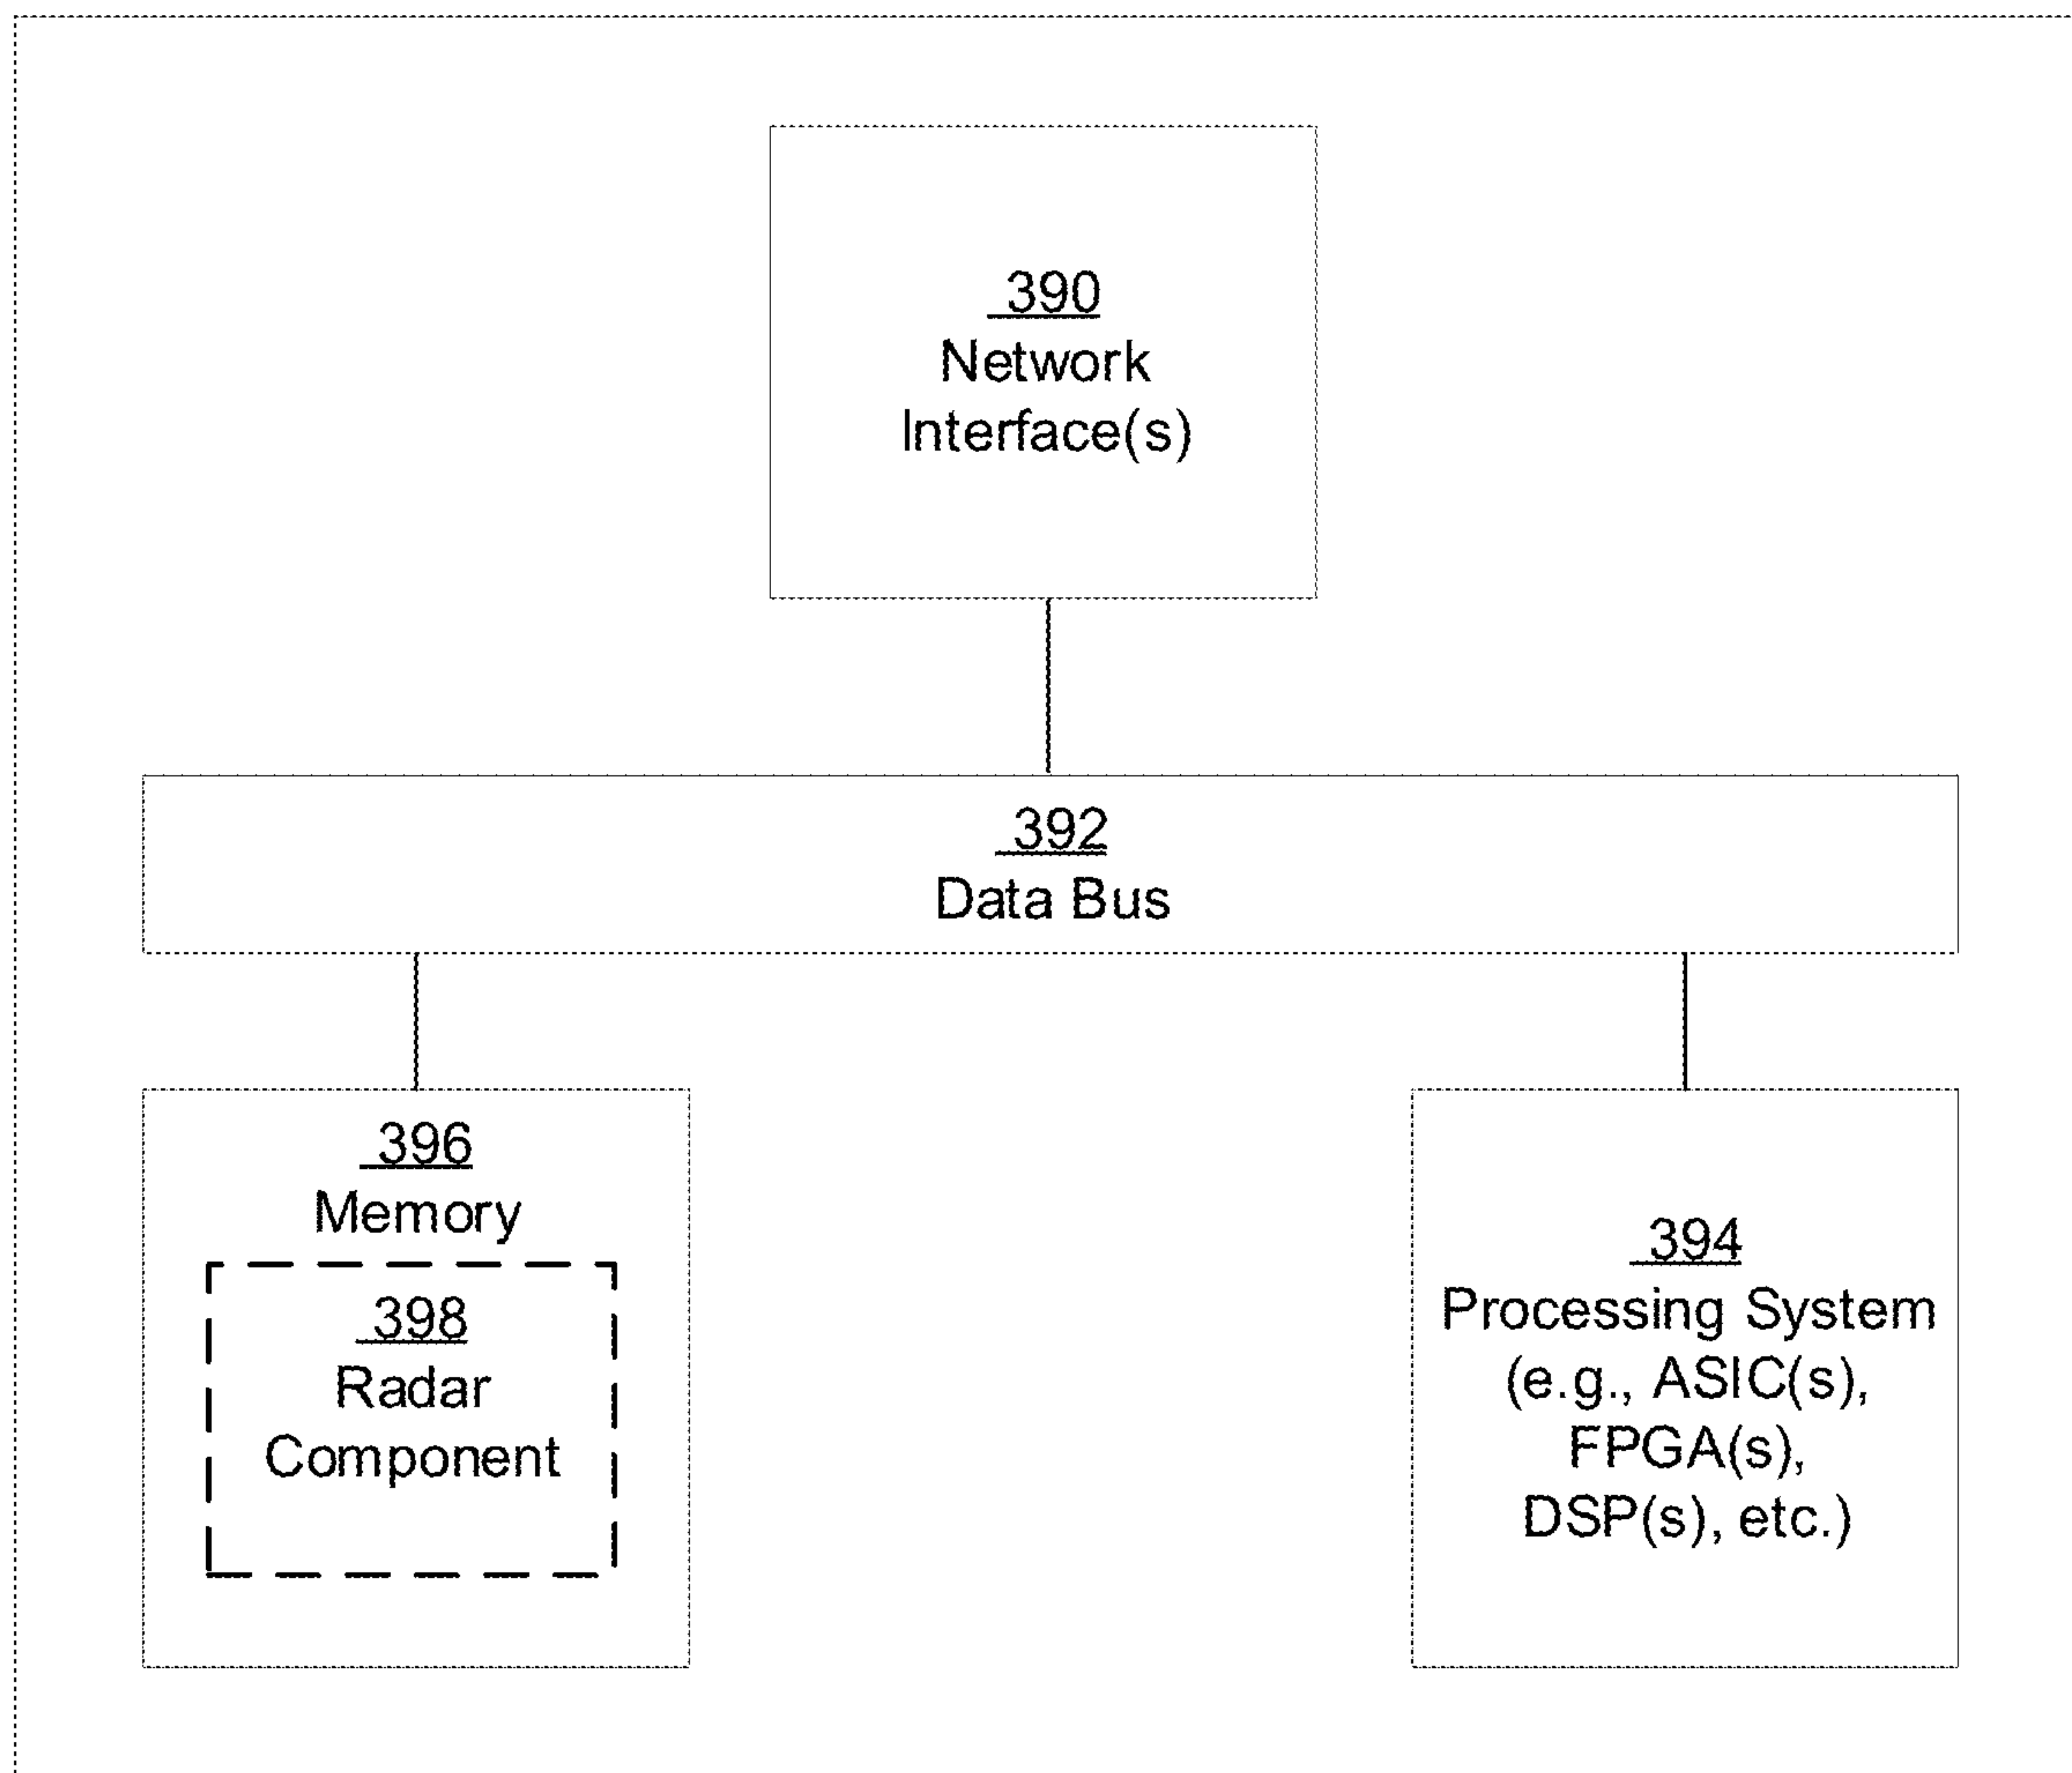 390
Network
Interface(s)
392
Data Bus
396
Memory
398
Radar
Component
394
Processing System
(e.g., ASIC(s),
FPGA(s),
DSP(s), etc.)